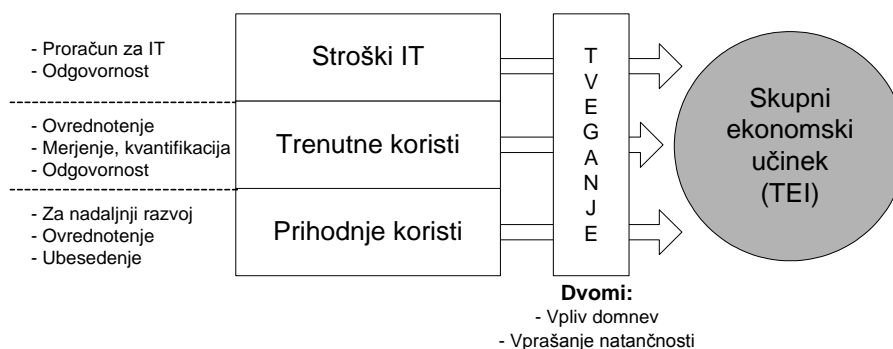 - Proračun za IT
- Odgovornost
Stroški IT
- Ovrednotenje
- Merjenje, kvantifikacija
- Odgovornost
Trenutne koristi
- Za nadaljnji razvoj
- Ovrednotenje
- Ubesedenje
Prihodnje koristi
T
V
E
G
A
N
J
E
Dvomi:
- Vpliv domnev
- Vprašanje natančnosti
Skupni
ekonomski
učinek
(TEI)